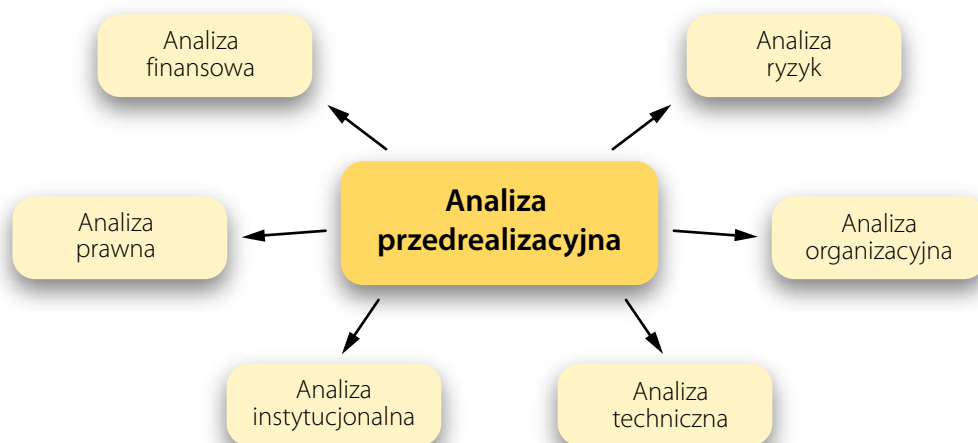 Analiza
finansowa
Analiza
ryzyk
Analiza
przedrealizacyjna
Analiza
prawna
Analiza
organizacyjna
Analiza
instytucjonalna
Analiza
techniczna